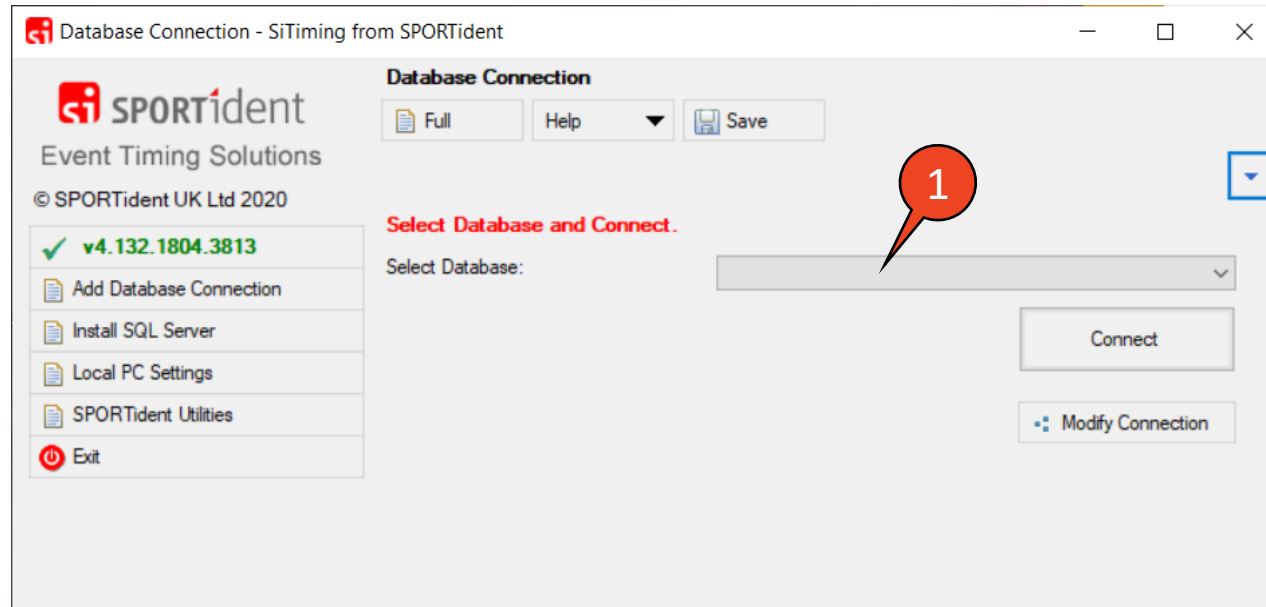 Database Connection - SiTiming from SPORTident
si SPORTident
Event Timing Solutions
© SPORTident UK Ltd 2020
v4.132.1804.3813
Add Database Connection
Install SQL Server
Local PC Settings
SPORTident Utilities
Exit
Database Connection
Full Help Save
1
Select Database and Connect.
Select Database:
Connect
Modify Connection